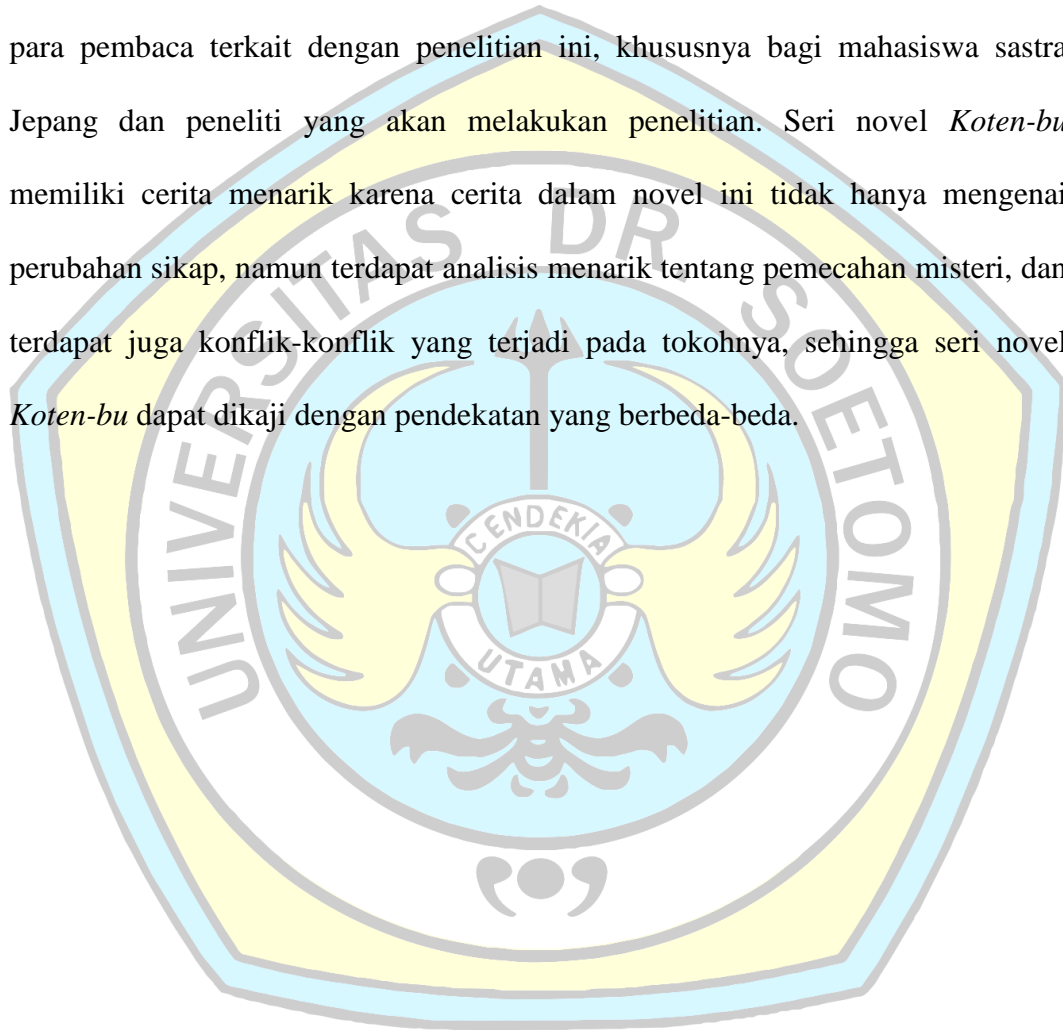 para pembaca terkait dengan penelitian ini, khususnya bagi mahasiswa sastra
Jepang dan peneliti yang akan melakukan penelitian. Seri novel Koten-bu
memiliki cerita menarik karena cerita dalam novel ini tidak hanya mengenai
perubahan sikap, namun terdapat analisis menarik tentang pemecahan misteri, dan
terdapat juga konflik-konflik yang terjadi pada tokohnya, sehingga seri novel
Koten-bu dapat dikaji dengan pendekatan yang berbeda-beda.
UNIVERSITAS DR SOETOMO
CENDEKIA
UTAMA